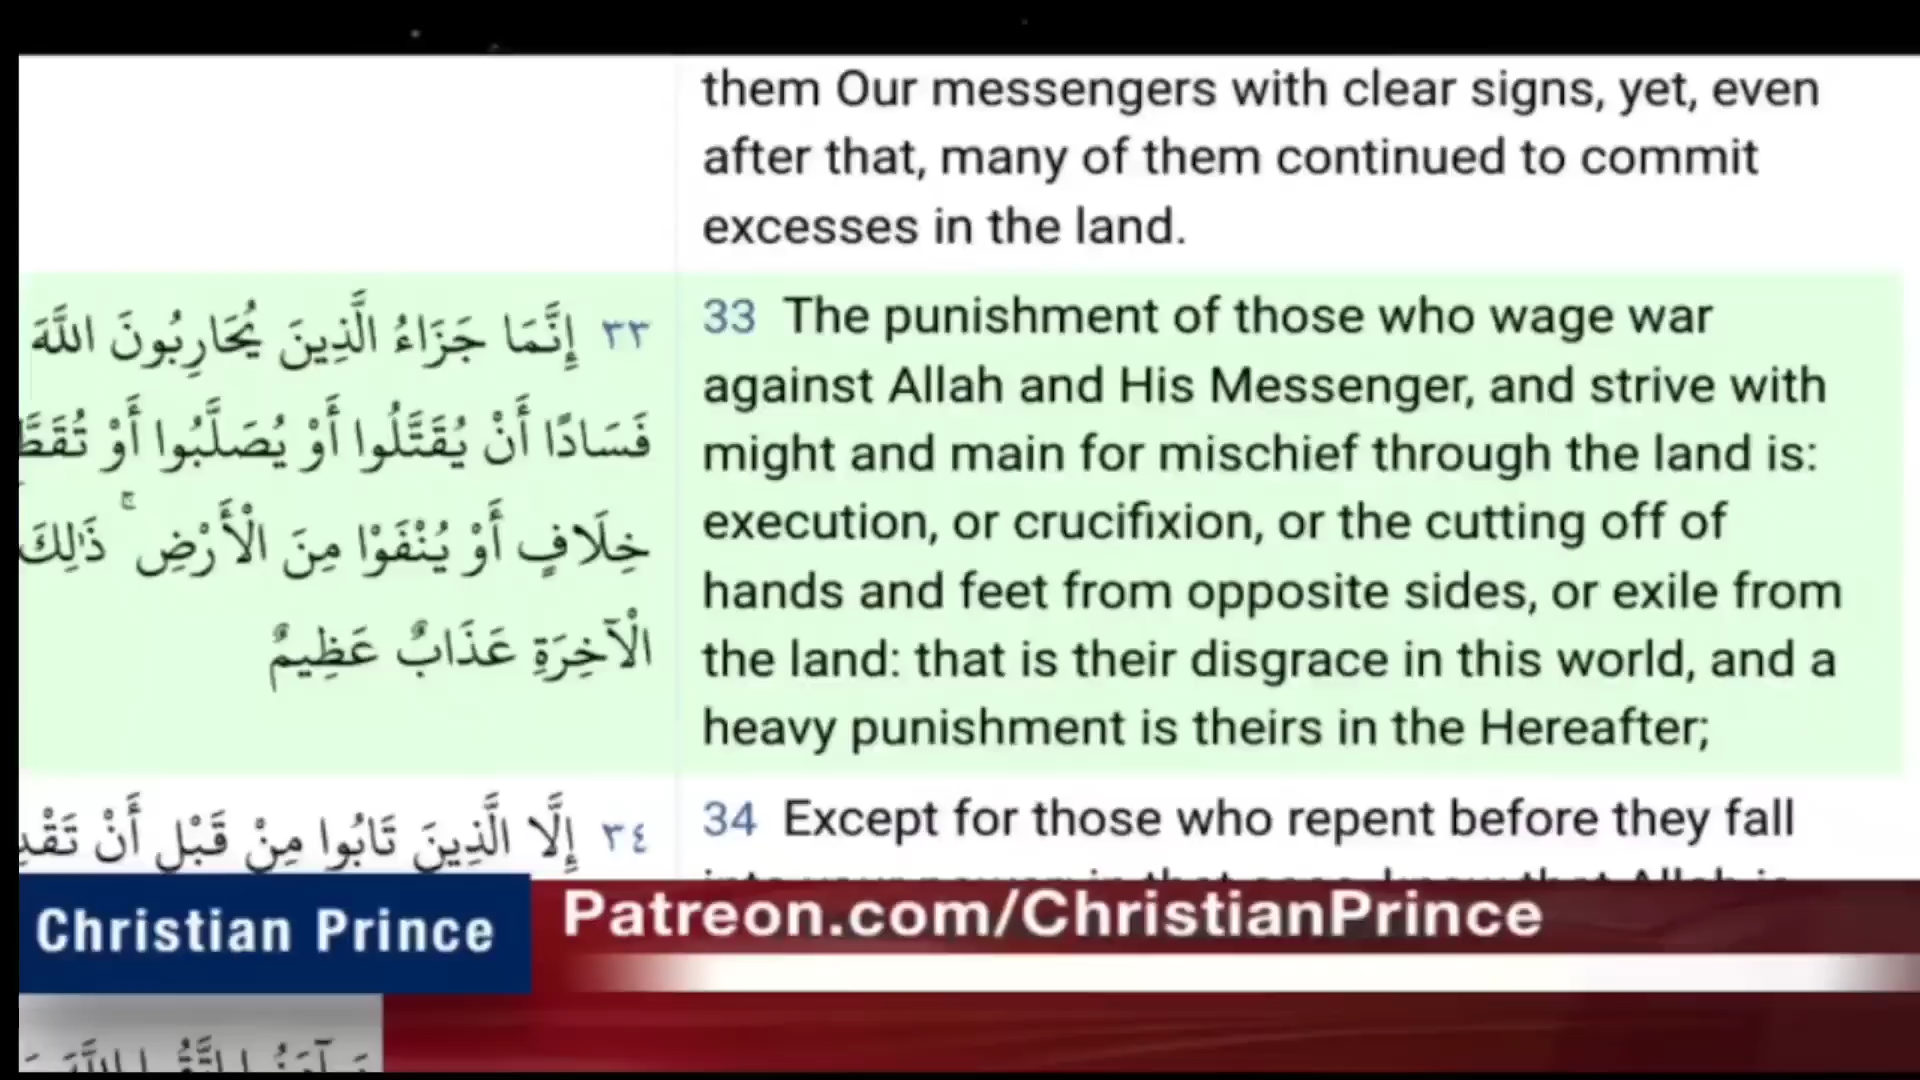 them Our messengers with clear signs, yet, even
after that, many of them continued to commit
excesses in the land.
٣٣ إِنَّمَا جَزَاءُ الَّذِينَ يُحَارِبُونَ اللَّهَ
فَسَادًا أَنْ يُقَتَّلُوا أَوْ يُصَلَّبُوا أَوْ
خِلَافٍ أَوْ يُنْفَوْا مِنَ الْأَرْضِ ۚ ذَٰلِكَ
الْآخِرَةِ عَذَابٌ عَظِيمٌ
33 The punishment of those who wage war
against Allah and His Messenger, and strive with
might and main for mischief through the land is:
execution, or crucifixion, or the cutting off of
hands and feet from opposite sides, or exile from
the land: that is their disgrace in this world, and a
heavy punishment is theirs in the Hereafter;
٣٤ إِلَّا الَّذِينَ تَابُوا مِنْ قَبْلِ أَنْ
34 Except for those who repent before they fall
Christian Prince
Patreon.com/ChristianPrince